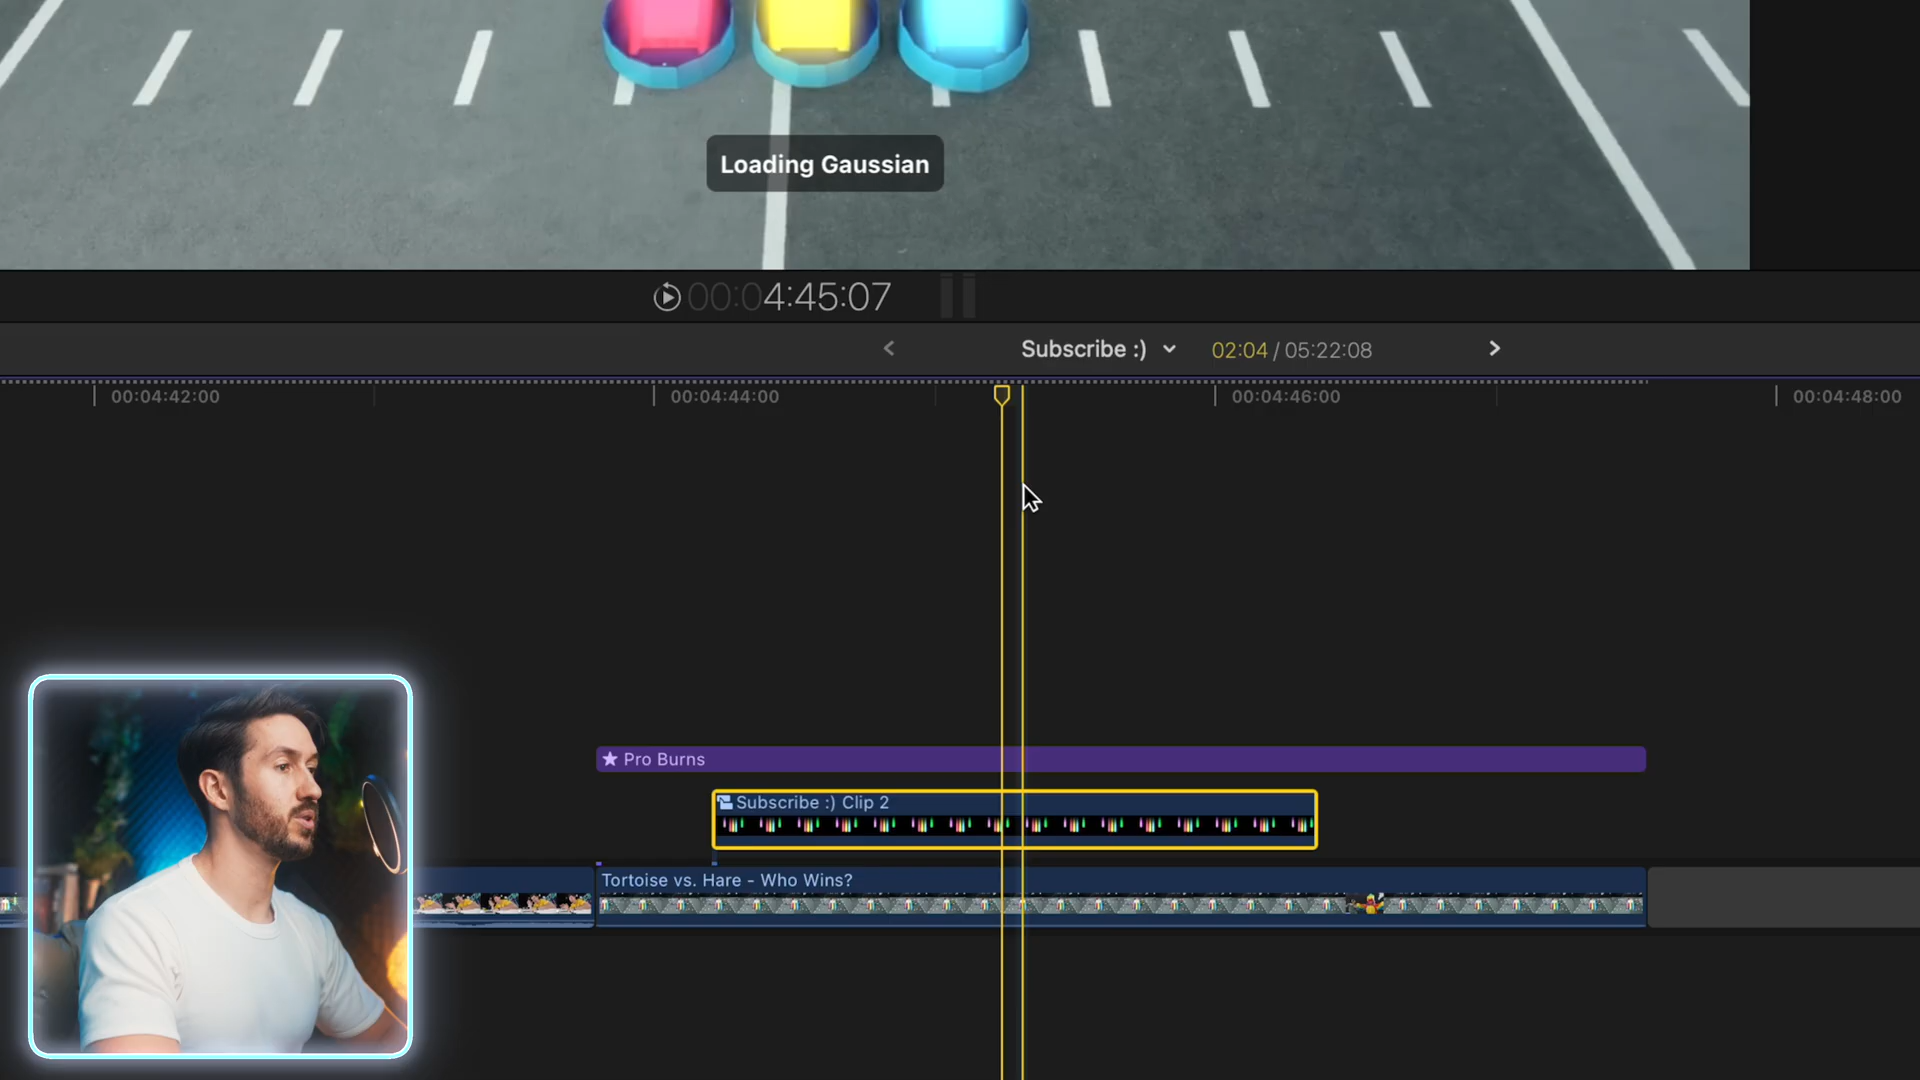 Loading Gaussian
00:04:45:07
Subscribe :)
02:04 / 05:22:08
00:04:42:00
00:04:44:00
00:04:46:00
00:04:48:00
Pro Burns
Subscribe :) Clip 2
Tortoise vs. Hare - Who Wins?